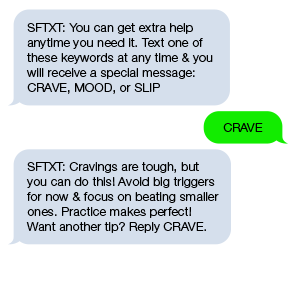 SFTXT: You can get extra help
anytime you need it. Text one of
these keywords at any time & you
will receive a special message:
CRAVE, MOOD, or SLIP
CRAVE
SFTXT: Cravings are tough, but
you can do this! Avoid big triggers
for now & focus on beating smaller
ones. Practice makes perfect!
Want another tip? Reply CRAVE.